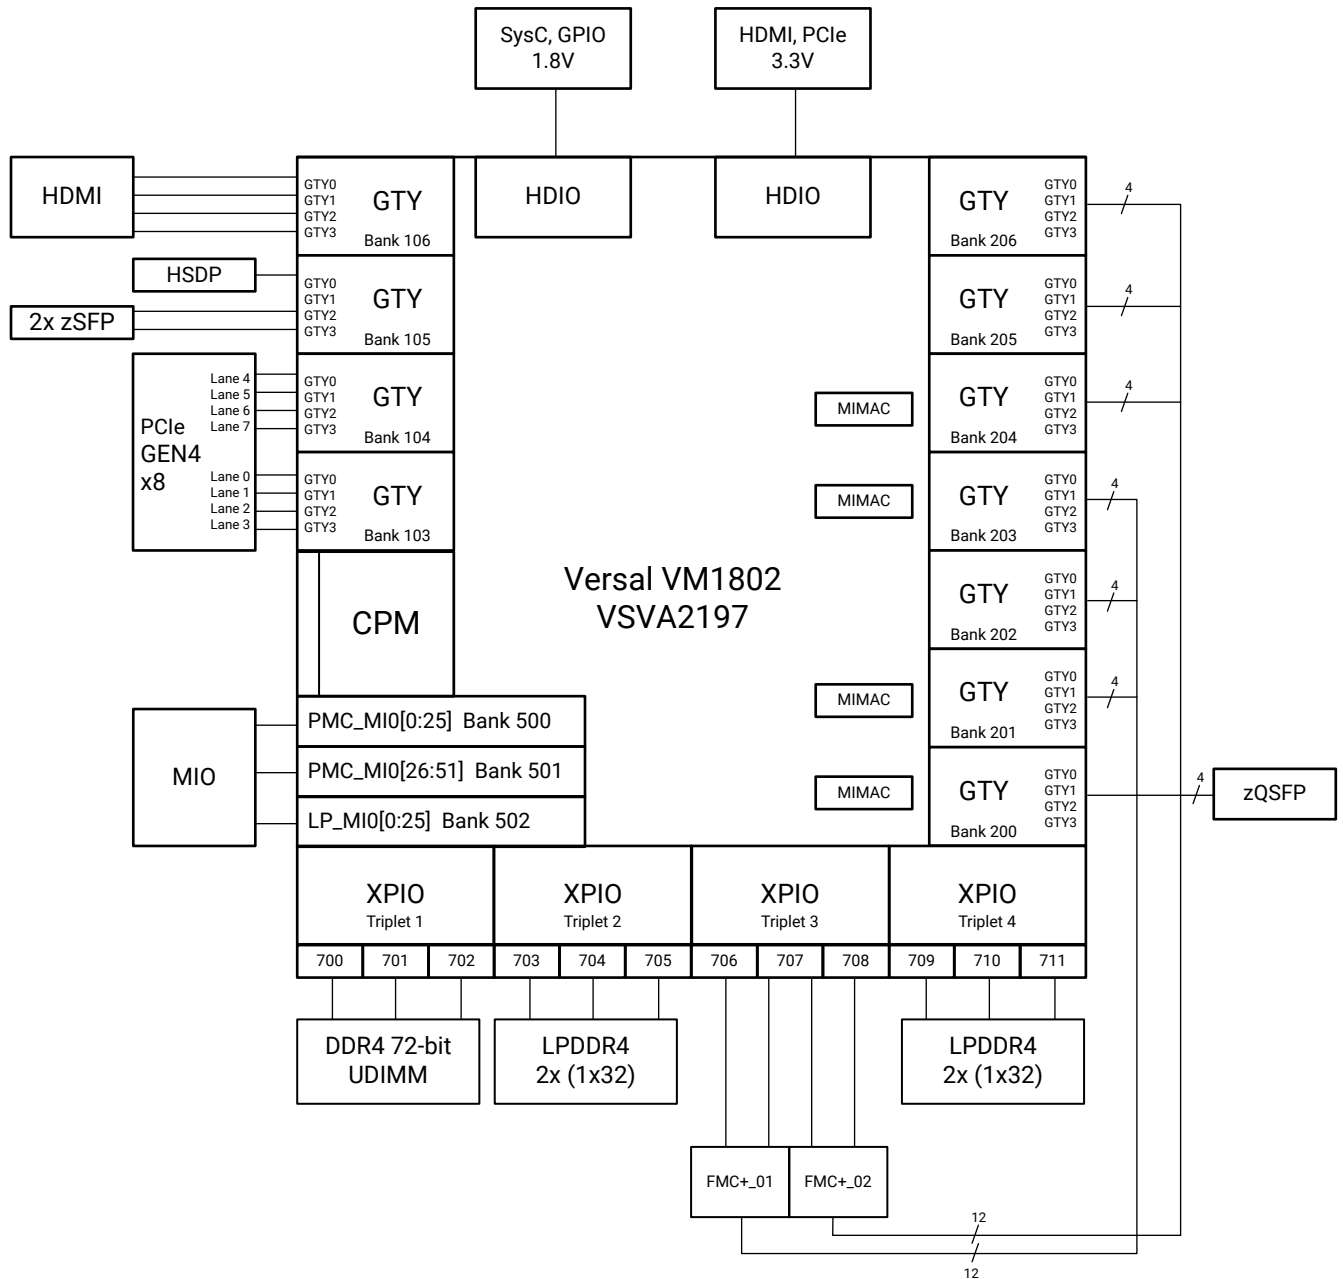 SysC, GPIO
1.8V
HDMI, PCIe
3.3V
HDMI
GTY0
GTY1
GTY2
GTY3
GTY
Bank 106
HDIO
HDIO
GTY
Bank 206
GTY0
GTY1
GTY2
GTY3
4
HSDP
2x zSFP
GTY0
GTY1
GTY2
GTY3
GTY
Bank 105
GTY
Bank 205
GTY0
GTY1
GTY2
GTY3
4
PCIe
GEN4
x8
Lane 4
Lane 5
Lane 6
Lane 7
GTY0
GTY1
GTY2
GTY3
GTY
Bank 104
MIMAC
GTY
Bank 204
GTY0
GTY1
GTY2
GTY3
4
Lane 0
Lane 1
Lane 2
Lane 3
GTY0
GTY1
GTY2
GTY3
GTY
Bank 103
MIMAC
GTY
Bank 203
GTY0
GTY1
GTY2
GTY3
4
CPM
Versal VM1802
VSVA2197
GTY
Bank 202
GTY0
GTY1
GTY2
GTY3
4
MIMAC
GTY
Bank 201
GTY0
GTY1
GTY2
GTY3
4
MIO
PMC_MI0[0:25] Bank 500
PMC_MI0[26:51] Bank 501
LP_MI0[0:25] Bank 502
MIMAC
GTY
Bank 200
GTY0
GTY1
GTY2
GTY3
4
zQSFP
XPIO
Triplet 1
XPIO
Triplet 2
XPIO
Triplet 3
XPIO
Triplet 4
700 701 702 703 704 705 706 707 708 709 710 711
DDR4 72-bit
UDIMM
LPDDR4
2x (1x32)
LPDDR4
2x (1x32)
FMC+_01
FMC+_02
12
12